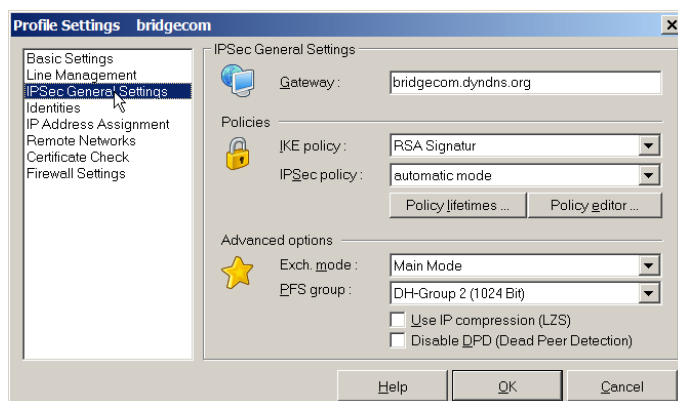 Profile Settings bridgecom
Basic Settings
Line Management
IPSec General Settings
Identities
IP Address Assignment
Remote Networks
Certificate Check
Firewall Settings
IPSec General Settings
Gateway : bridgecom.dyndns.org
Policies
IKE policy : RSA Signatur
IPSec policy : automatic mode
Policy lifetimes ... Policy editor ...
Advanced options
Exch. mode : Main Mode
PFS group : DH-Group 2 (1024 Bit)
Use IP compression (LZS)
Disable DPD (Dead Peer Detection)
Help OK Cancel